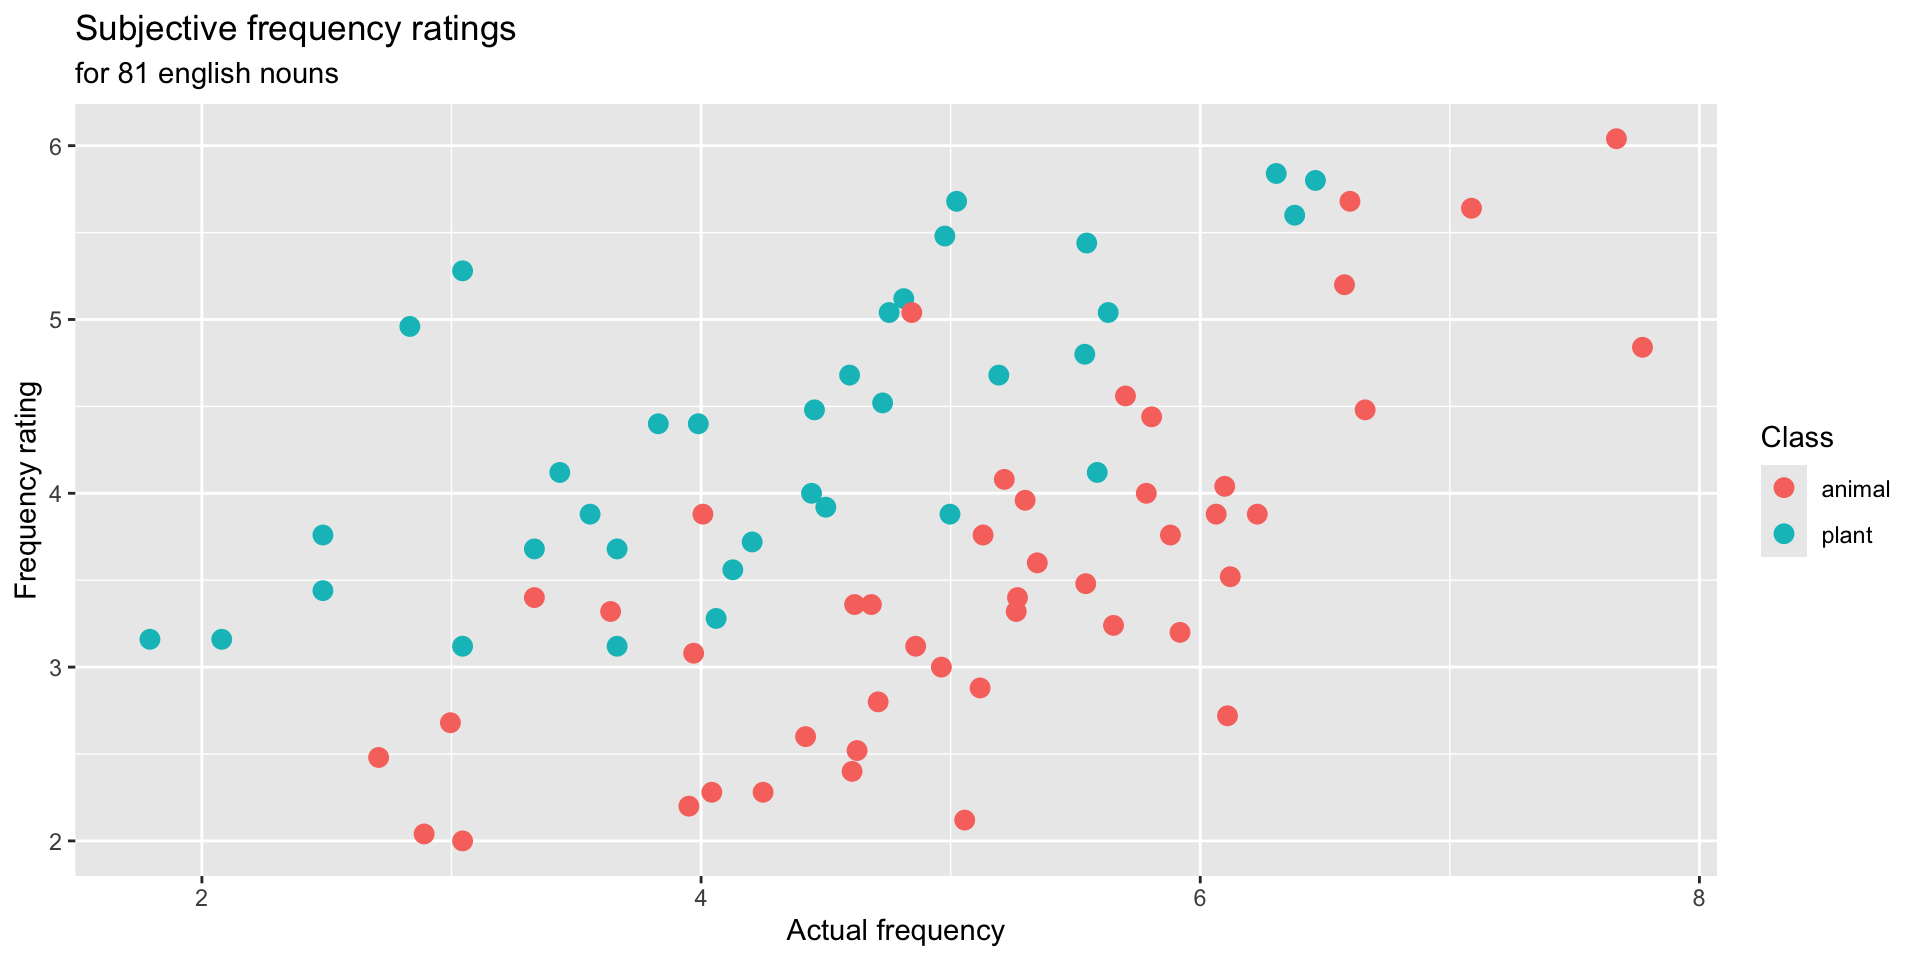 Subjective frequency ratings
for 81 english nouns
Frequency rating
6
5
4
3
2
2
4
6
8
Actual frequency
Class
animal
plant